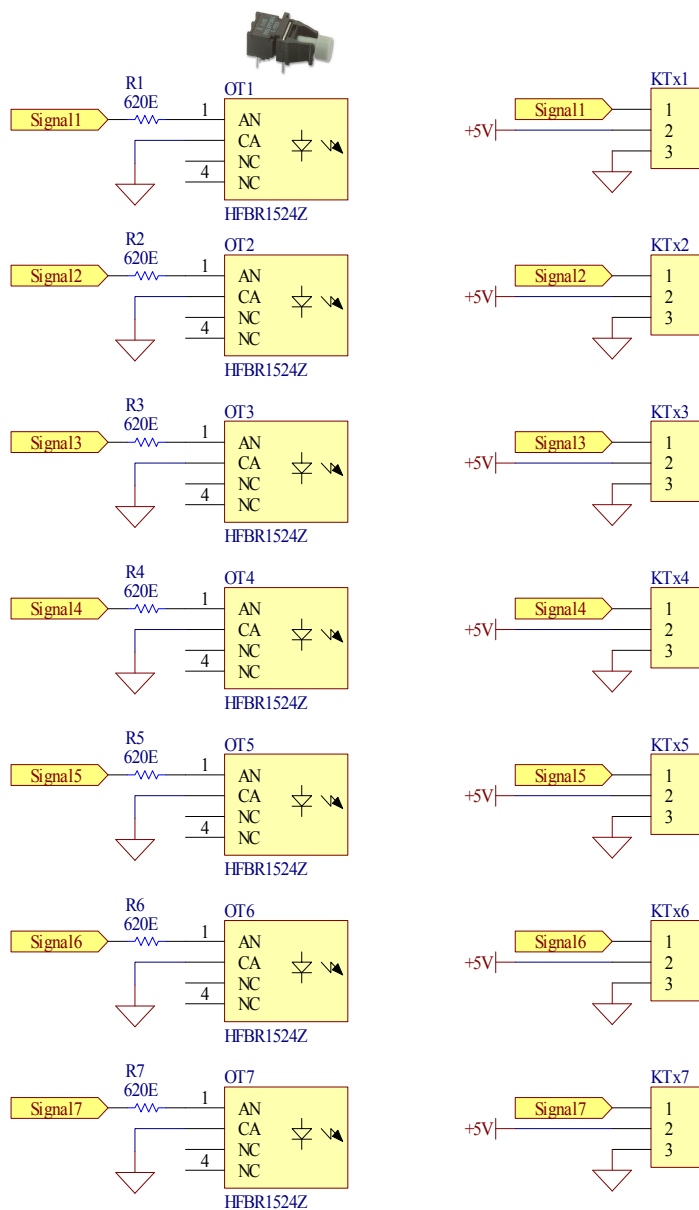 R1
620E
OT1
Signal1
1
AN
CA
NC
4
NC
HFBR1524Z
KTx1
Signal1
1
+5V
2
3
R2
620E
OT2
Signal2
1
AN
CA
NC
4
NC
HFBR1524Z
KTx2
Signal2
1
+5V
2
3
R3
620E
OT3
Signal3
1
AN
CA
NC
4
NC
HFBR1524Z
KTx3
Signal3
1
+5V
2
3
R4
620E
OT4
Signal4
1
AN
CA
NC
4
NC
HFBR1524Z
KTx4
Signal4
1
+5V
2
3
R5
620E
OT5
Signal5
1
AN
CA
NC
4
NC
HFBR1524Z
KTx5
Signal5
1
+5V
2
3
R6
620E
OT6
Signal6
1
AN
CA
NC
4
NC
HFBR1524Z
KTx6
Signal6
1
+5V
2
3
R7
620E
OT7
Signal7
1
AN
CA
NC
4
NC
HFBR1524Z
KTx7
Signal7
1
+5V
2
3